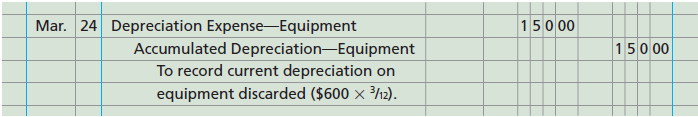 Mar. 24 Depreciation Expense—Equipment 150 00
Accumulated Depreciation—Equipment 150 00
To record current depreciation on
equipment discarded ($600 × 3/12).